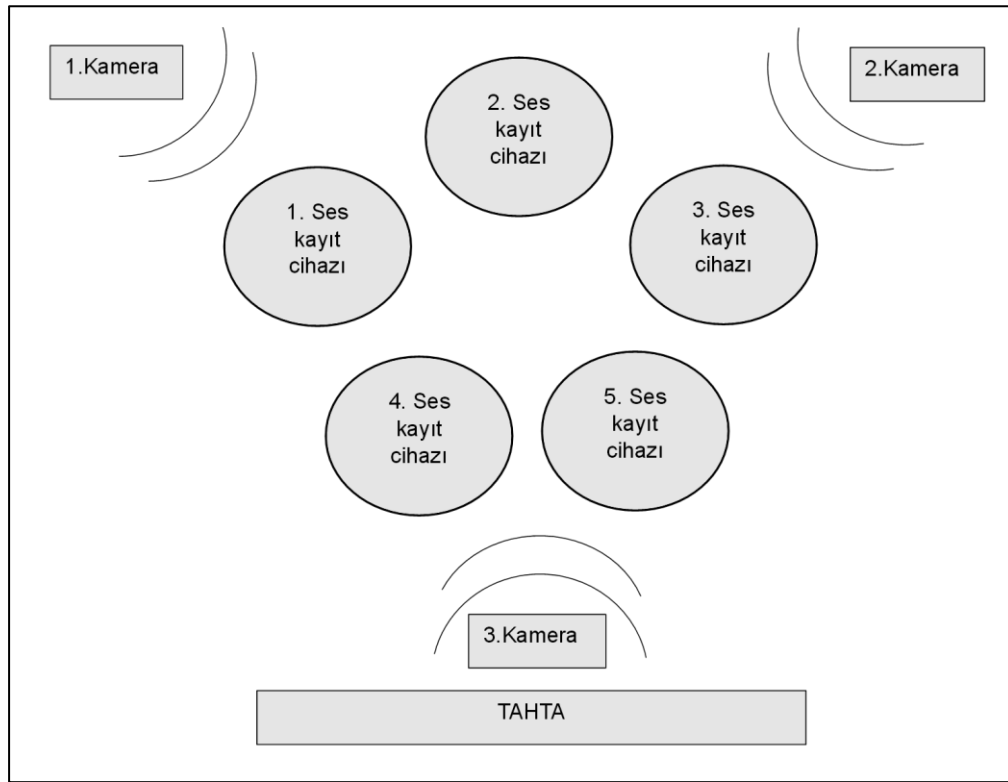 1.Kamera
2.Kamera
2. Ses
kayıt
cihazı
1. Ses
kayıt
cihazı
3. Ses
kayıt
cihazı
4. Ses
kayıt
cihazı
5. Ses
kayıt
cihazı
3.Kamera
TAHTA